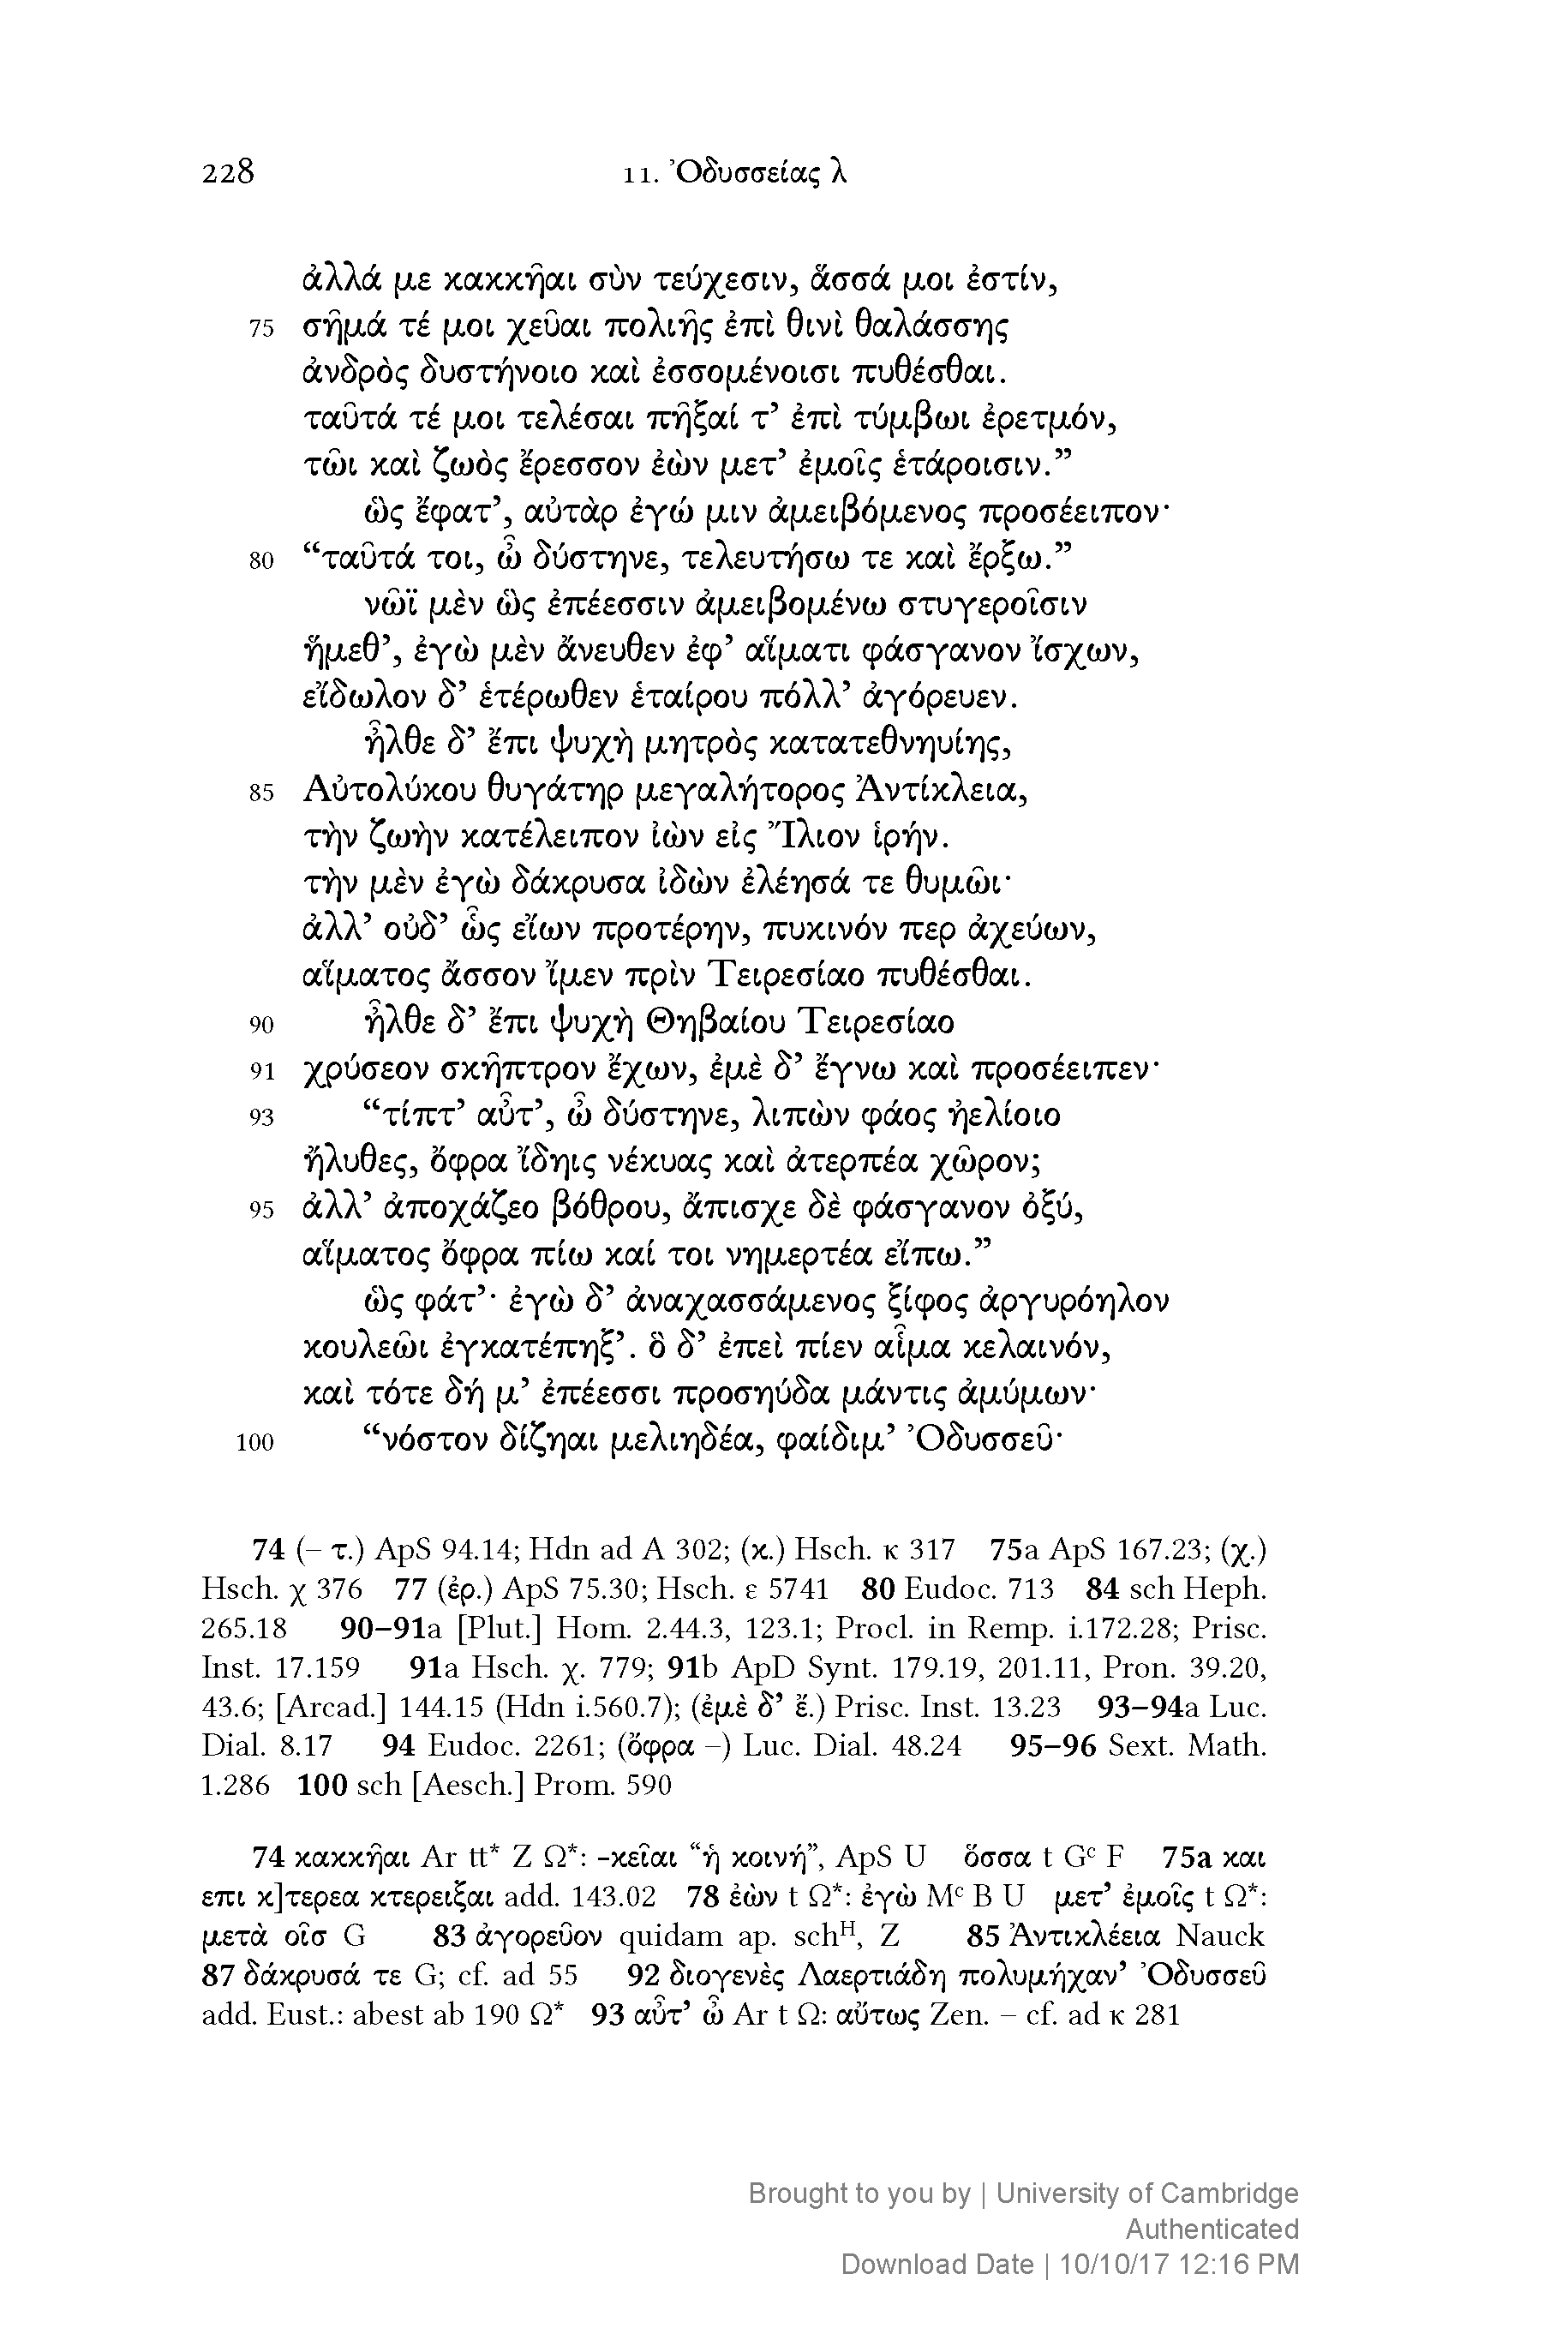 228 11. Ὀδυσσείας λ
ἀλλά με κακκῆαι σὺν τεύχεσιν, ἅσσά μοι ἐστίν,
75 σῆμά τέ μοι χεῦαι πολιῆς ἐπὶ θινὶ θαλάσσης
ἀνδρὸς δυστήνοιο καὶ ἐσσομένοισι πυθέσθαι.
ταῦτά τέ μοι τελέσαι πῆξαί τ’ ἐπὶ τύμβωι ἐρετμόν,
τῶι καὶ ζωὸς ἔρεσσον ἐὼν μετ’ ἐμοῖς ἑτάροισιν.”
ὣς ἔφατ’, αὐτὰρ ἐγώ μιν ἀμειβόμενος προσέειπον·
80 “ταῦτά τοι, ὦ δύστηνε, τελευτήσω τε καὶ ἔρξω.”
νῶϊ μὲν ὣς ἐπέεσσιν ἀμειβομένω στυγεροῖσιν
ἥμεθ’, ἐγὼ μὲν ἄνευθεν ἐφ’ αἵματι φάσγανον ἴσχων,
εἴδωλον δ’ ἑτέρωθεν ἑταίρου πόλλ’ ἀγόρευεν.
ἦλθε δ’ ἔπι ψυχὴ μητρὸς κατατεθνηυίης,
85 Αὐτολύκου θυγάτηρ μεγαλήτορος Ἀντίκλεια,
τὴν ζωὴν κατέλειπον ἰὼν εἰς Ἴλιον ἱρήν.
τὴν μὲν ἐγὼ δάκρυσα ἰδὼν ἐλέησά τε θυμῶι·
ἀλλ’ οὐδ’ ὧς εἴων προτέρην, πυκινόν περ ἀχεύων,
αἵματος ἄσσον ἴμεν πρὶν Τειρεσίαο πυθέσθαι.
90 ἦλθε δ’ ἔπι ψυχὴ Θηβαίου Τειρεσίαο
91 χρύσεον σκῆπτρον ἔχων, ἐμὲ δ’ ἔγνω καὶ προσέειπεν·
93 “τίπτ’ αὖτ’, ὦ δύστηνε, λιπὼν φάος ἠελίοιο
ἤλυθες, ὄφρα ἴδηις νέκυας καὶ ἀτερπέα χῶρον;
95 ἀλλ’ ἀποχάζεο βόθρου, ἄπισχε δὲ φάσγανον ὀξύ,
αἵματος ὄφρα πίω καί τοι νημερτέα εἴπω.”
ὣς φάτ’· ἐγὼ δ’ ἀναχασσάμενος ξίφος ἀργυρόηλον
κουλεῶι ἐγκατέπηξ’. ὃ δ’ ἐπεὶ πίεν αἷμα κελαινόν,
καὶ τότε δή μ’ ἐπέεσσι προσηύδα μάντις ἀμύμων·
100 “νόστον δίζηαι μελιηδέα, φαίδιμ’ Ὀδυσσεῦ·
74 (– τ.) ApS 94.14; Hdn ad A 302; (κ.) Hsch. κ 317 75a ApS 167.23; (χ.)
Hsch. χ 376 77 (ἐρ.) ApS 75.30; Hsch. ε 5741 80 Eudoc. 713 84 sch Heph.
265.18 90–91a [Plut.] Hom. 2.44.3, 123.1; Procl. in Remp. i.172.28; Prisc.
Inst. 17.159 91a Hsch. χ. 779; 91b ApD Synt. 179.19, 201.11, Pron. 39.20,
43.6; [Arcad.] 144.15 (Hdn i.560.7); (ἐμὲ δ’ ἔ.) Prisc. Inst. 13.23 93–94a Luc.
Dial. 8.17 94 Eudoc. 2261; (ὄφρα –) Luc. Dial. 48.24 95–96 Sext. Math.
1.286 100 sch [Aesch.] Prom. 590
74 κακκῆαι Ar tt* Z Ω*: -κεῖαι “ἡ κοινή”, ApS U ὅσσα t Gᶜ F 75a και
επι κ]τερεα κτερειξαι add. 143.02 78 ἐὼν t Ω*: ἐγὼ Mᶜ B U μετ’ ἐμοῖς t Ω*:
μετὰ οἷσ G 83 ἀγορεῦον quidam ap. schᴴ, Z 85 Ἀντικλέεια Nauck
87 δάκρυσά τε G; cf. ad 55 92 διογενὲς Λαερτιάδη πολυμήχαν’ Ὀδυσσεῦ
add. Eust.: abest ab 190 Ω* 93 αὖτ’ ὦ Ar t Ω: αὔτως Zen. – cf. ad κ 281
Brought to you by | University of Cambridge
Authenticated
Download Date | 10/10/17 12:16 PM